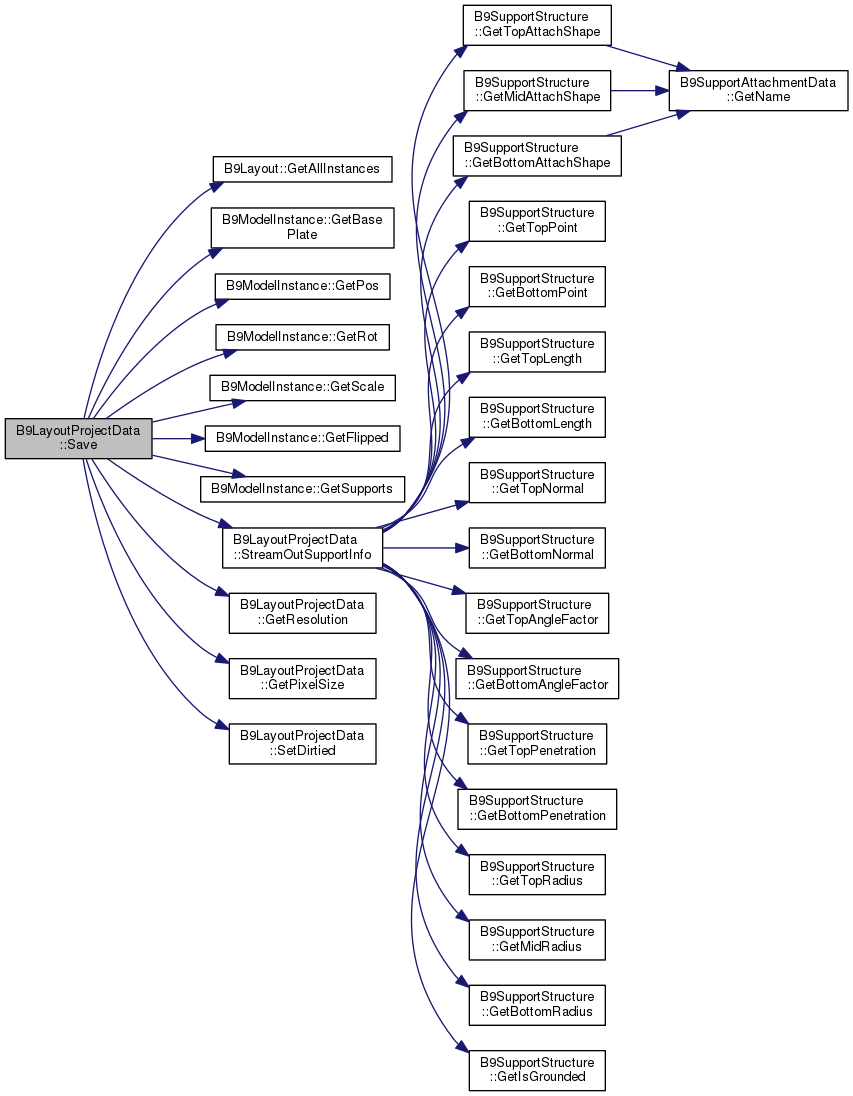 B9LayoutProjectData
::Save
B9Layout::GetAllInstances
B9ModelInstance::GetBase
Plate
B9ModelInstance::GetPos
B9ModelInstance::GetRot
B9ModelInstance::GetScale
B9ModelInstance::GetFlipped
B9ModelInstance::GetSupports
B9LayoutProjectData
::StreamOutSupportInfo
B9LayoutProjectData
::GetResolution
B9LayoutProjectData
::GetPixelSize
B9LayoutProjectData
::SetDirtied
B9SupportStructure
::GetTopAttachShape
B9SupportStructure
::GetMidAttachShape
B9SupportStructure
::GetBottomAttachShape
B9SupportStructure
::GetTopPoint
B9SupportStructure
::GetBottomPoint
B9SupportStructure
::GetTopLength
B9SupportStructure
::GetBottomLength
B9SupportStructure
::GetTopNormal
B9SupportStructure
::GetBottomNormal
B9SupportStructure
::GetTopAngleFactor
B9SupportStructure
::GetBottomAngleFactor
B9SupportStructure
::GetTopPenetration
B9SupportStructure
::GetBottomPenetration
B9SupportStructure
::GetTopRadius
B9SupportStructure
::GetMidRadius
B9SupportStructure
::GetBottomRadius
B9SupportStructure
::GetIsGrounded
B9SupportAttachmentData
::GetName